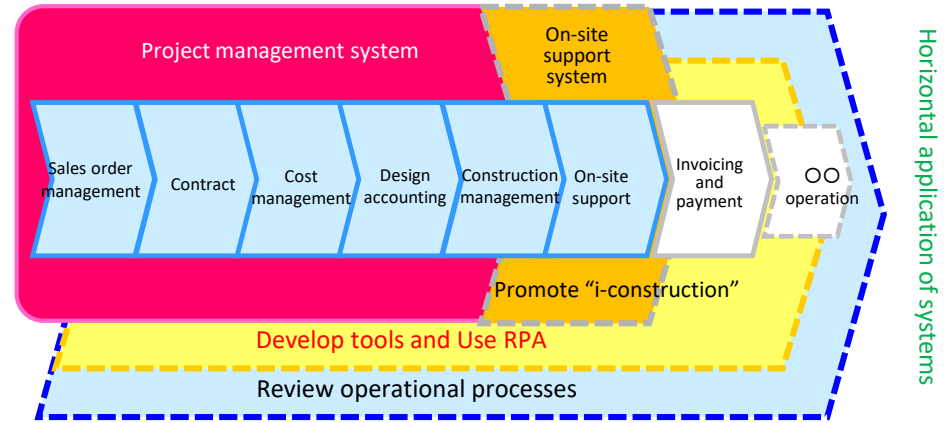 Project management system
On-site
support
system
Sales order
management
Contract
Cost
management
Design
accounting
Construction
management
On-site
support
Invoicing
and
payment
○○
operation
Promote “i-construction”
Develop tools and Use RPA
Review operational processes
Horizontal application of systems